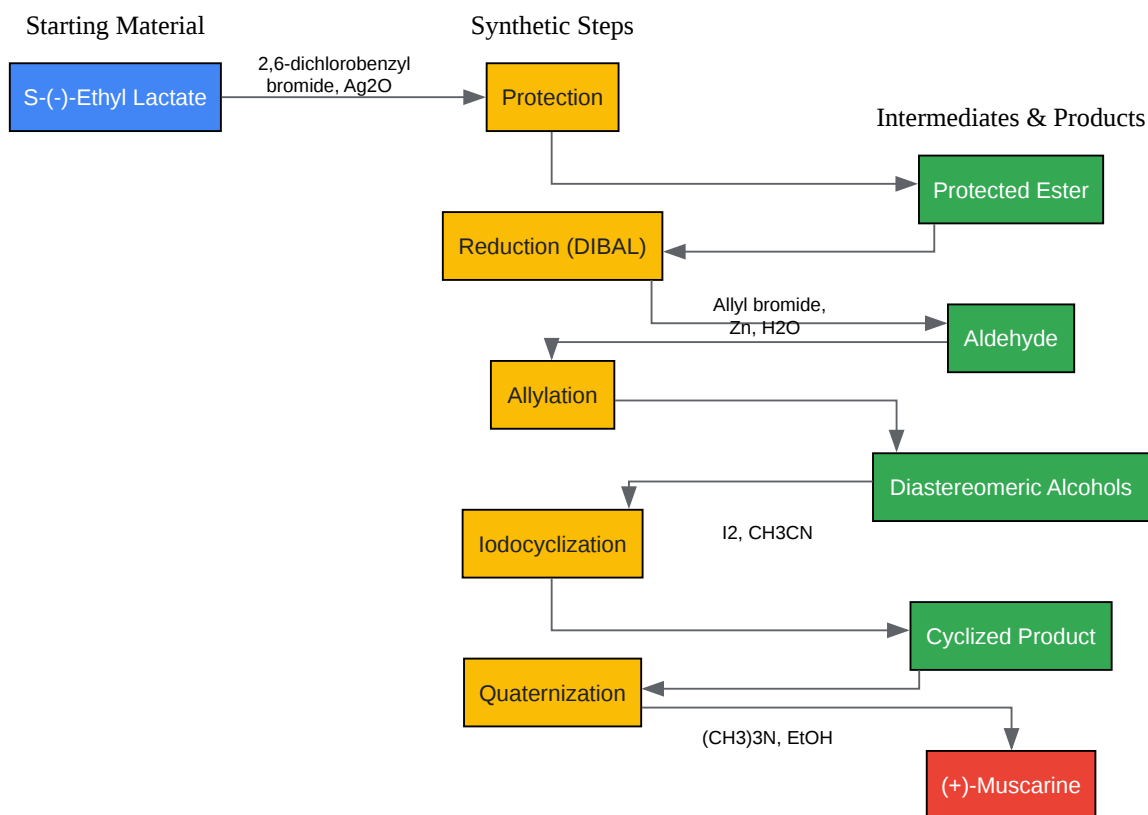 Starting Material
Synthetic Steps
S-(-)-Ethyl Lactate
2,6-dichlorobenzyl
bromide, Ag2O
Protection
Intermediates & Products
Protected Ester
Reduction (DIBAL)
Allyl bromide,
Zn, H2O
Aldehyde
Allylation
Diastereomeric Alcohols
Iodocyclization
I2, CH3CN
Cyclized Product
Quaternization
(CH3)3N, EtOH
(+)-Muscarine